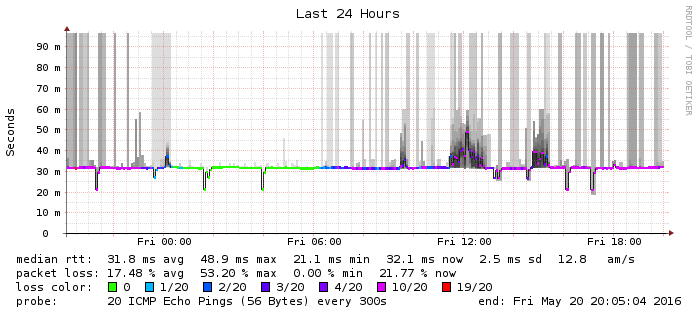 Last 24 Hours
RRDTOOL / TOBI OETIKER
Seconds
90 m
80 m
70 m
60 m
50 m
40 m
30 m
20 m
10 m
0
Fri 00:00 Fri 06:00 Fri 12:00 Fri 18:00
median rtt: 31.8 ms avg 48.9 ms max 21.1 ms min 32.1 ms now 2.5 ms sd 12.8 am/s
packet loss: 17.48 % avg 53.20 % max 0.00 % min 21.77 % now
loss color: 0 1/20 2/20 3/20 4/20 10/20 19/20
probe: 20 ICMP Echo Pings (56 Bytes) every 300s end: Fri May 20 20:05:04 2016